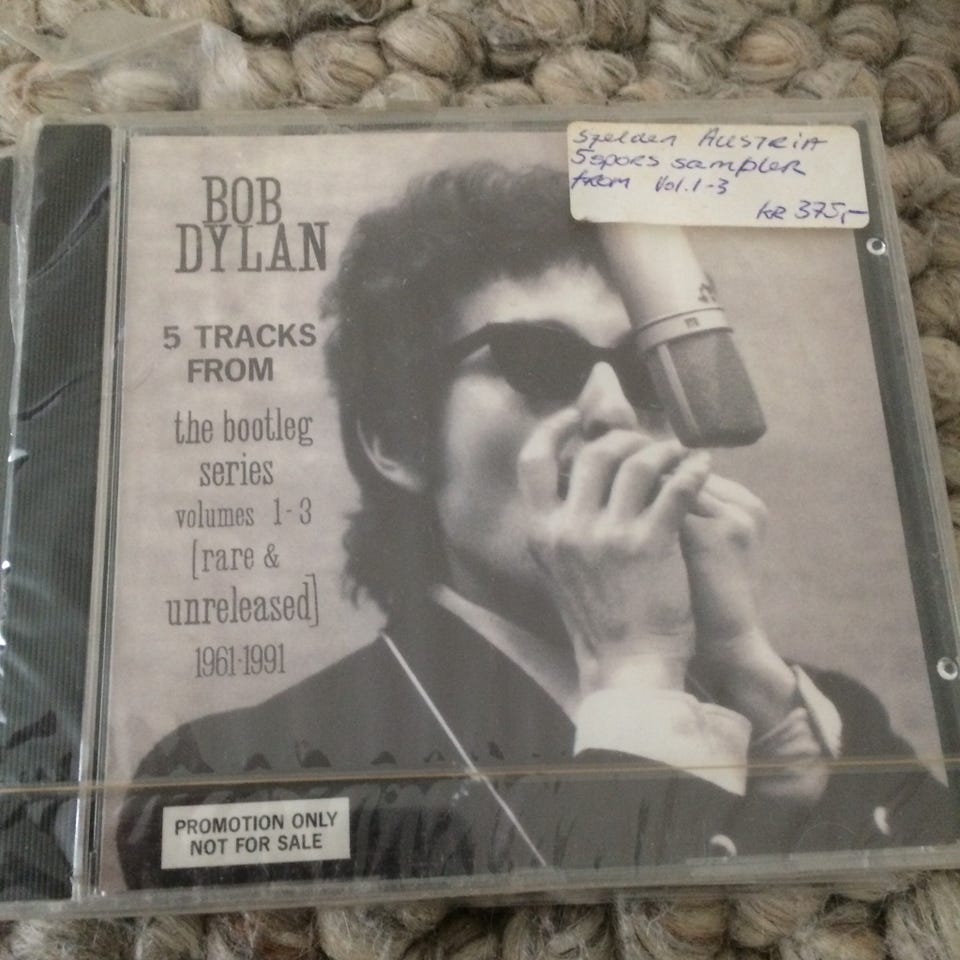 BOB
DYLAN
5 TRACKS
FROM
the bootleg
series
volumes 1-3
[rare &
unreleased]
1961-1991
PROMOTION ONLY
NOT FOR SALE
Szelden AUSTRIA
5spors sampler
from Vol.1-3
KR 375,-